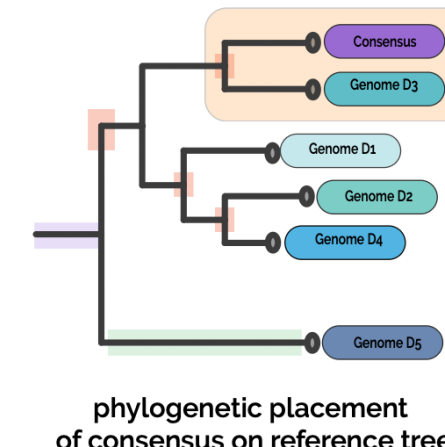 Consensus
Genome D3
Genome D1
Genome D2
Genome D4
Genome D5
phylogenetic placement
of consensus on reference tree